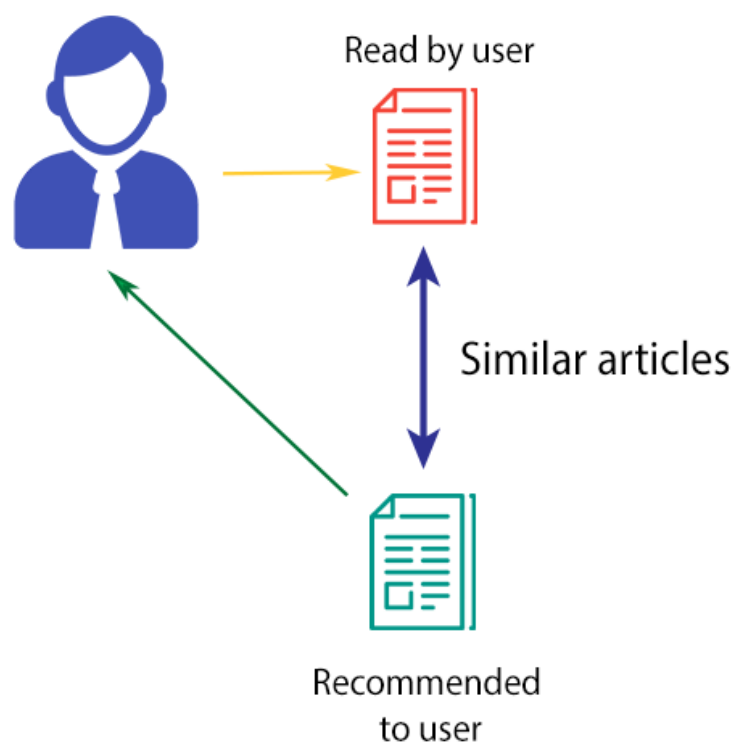 Read by user
Similar articles
Recommended
to user